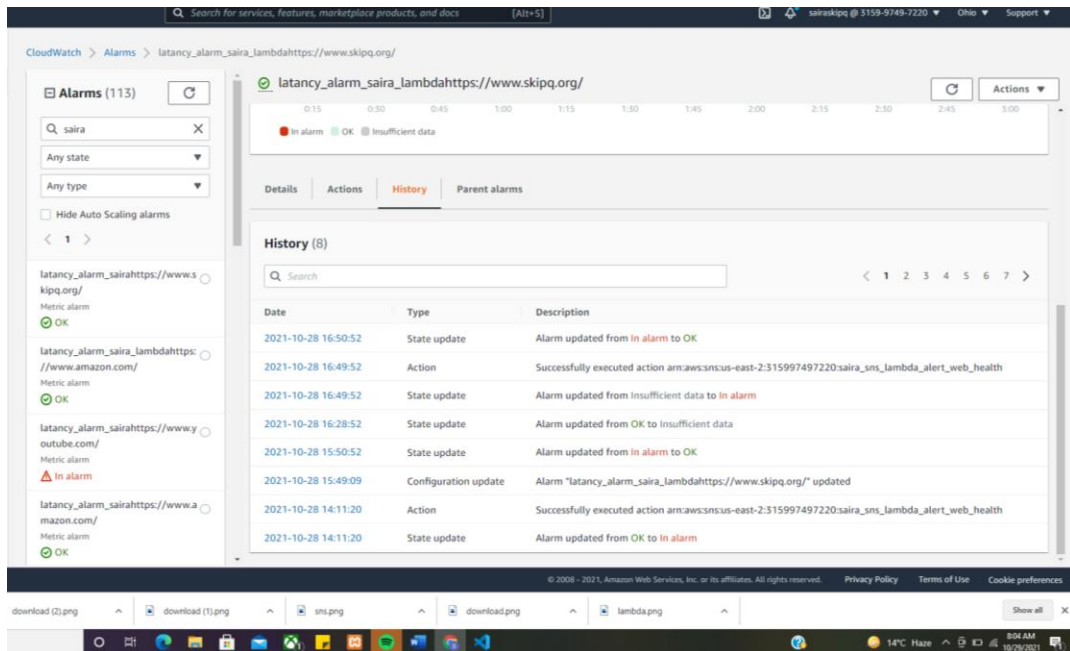 Search for services, features, marketplace products, and docs [Alt+S] sairaskipq @ 3159-9749-7220 Ohio Support
CloudWatch > Alarms > latancy_alarm_saira_lambdahttps://www.skipq.org/
Alarms (113)
saira
Any state
Any type
Hide Auto Scaling alarms
1
latancy_alarm_sairahttps://www.s
kipq.org/
Metric alarm
OK
latancy_alarm_saira_lambdahttps:
//www.amazon.com/
Metric alarm
OK
latancy_alarm_sairahttps://www.y
outube.com/
Metric alarm
In alarm
latancy_alarm_sairahttps://www.a
mazon.com/
Metric alarm
OK
latancy_alarm_saira_lambdahttps://www.skipq.org/
Actions
0:15 0:30 0:45 1:00 1:15 1:30 1:45 2:00 2:15 2:30 2:45 3:00
In alarm OK Insufficient data
Details Actions History Parent alarms
History (8)
Search
1 2 3 4 5 6 7
Date Type Description
2021-10-28 16:50:52 State update Alarm updated from In alarm to OK
2021-10-28 16:49:52 Action Successfully executed action arn:aws:sns:us-east-2:315997497220:saira_sns_lambda_alert_web_health
2021-10-28 16:49:52 State update Alarm updated from Insufficient data to In alarm
2021-10-28 16:28:52 State update Alarm updated from OK to Insufficient data
2021-10-28 15:50:52 State update Alarm updated from In alarm to OK
2021-10-28 15:49:09 Configuration update Alarm "latancy_alarm_saira_lambdahttps://www.skipq.org/" updated
2021-10-28 14:11:20 Action Successfully executed action arn:aws:sns:us-east-2:315997497220:saira_sns_lambda_alert_web_health
2021-10-28 14:11:20 State update Alarm updated from OK to In alarm
© 2008 - 2021, Amazon Web Services, Inc. or its affiliates. All rights reserved. Privacy Policy Terms of Use Cookie preferences
download (2).png download (1).png sns.png download.png lambda.png Show all
14°C Haze 8:04 AM
10/29/2021